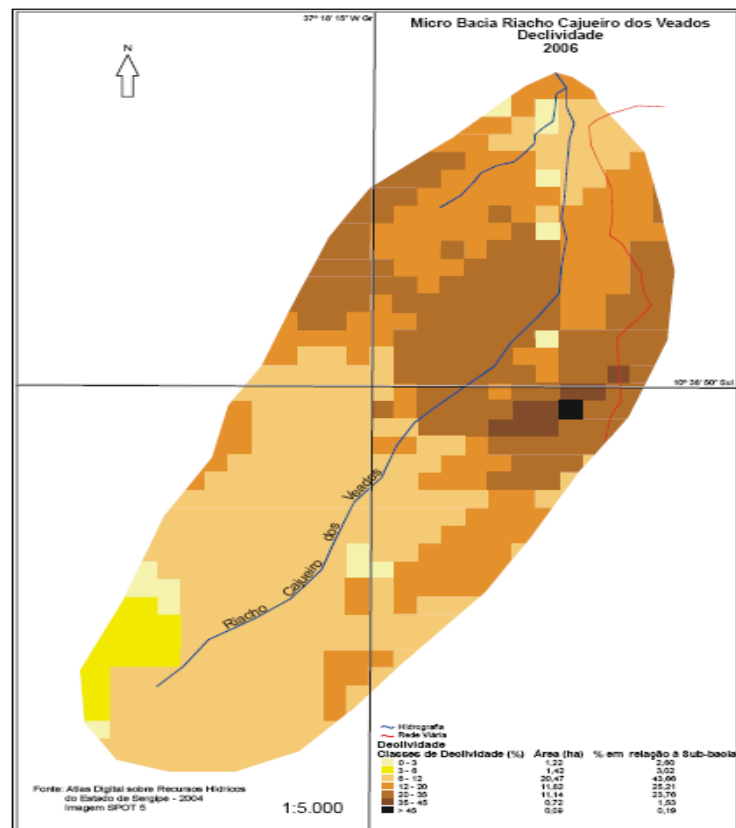 37º 18' 15" W Gr
Micro Bacia Riacho Cajueiro dos Veados
Declividade
2006
N
10º 36' 50" Sul
Riacho Cajueiro dos Veados
Hidrografia
Rede Viária
Declividade
Classes de Declividade (%) Área (ha) % em relação à Sub-bacia
0 - 3 1,22 2,60
3 - 6 1,42 3,02
6 - 12 20,47 43,66
12 - 20 11,82 25,21
20 - 35 11,14 23,76
35 - 45 0,72 1,53
> 45 0,09 0,19
Fonte: Atlas Digital sobre Recursos Hídricos
do Estado de Sergipe - 2004
Imagem SPOT 5
1:5.000